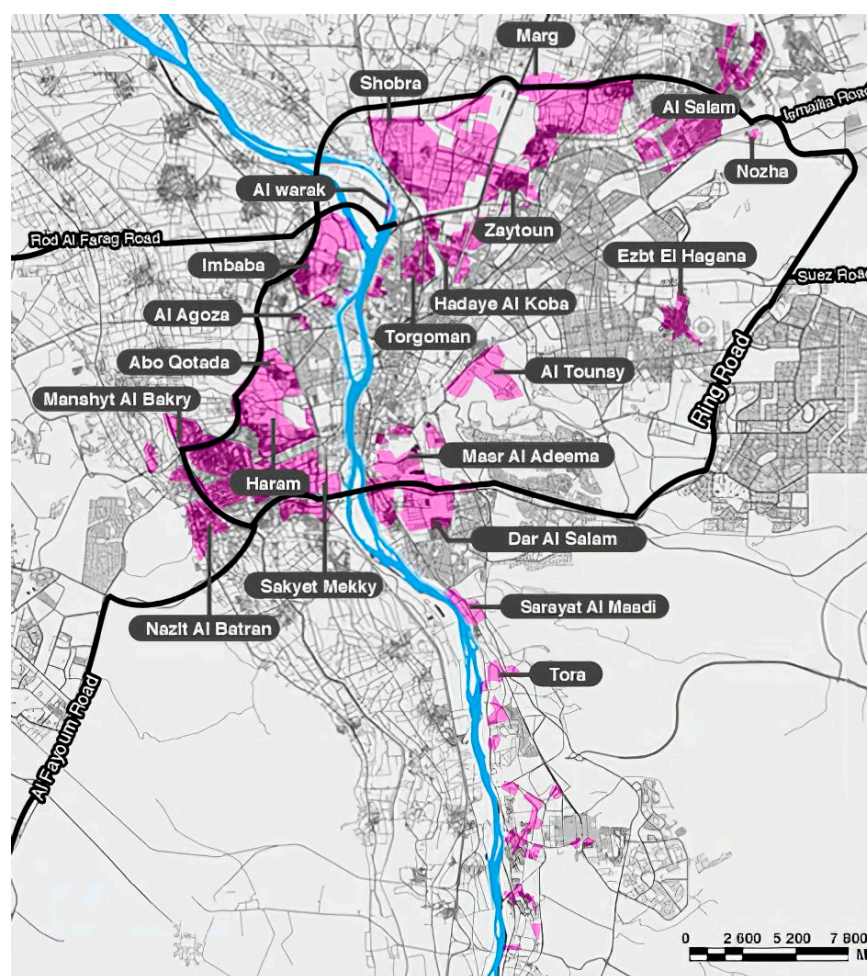 Marg
Shobra
Al Salam
Ismailia Road
Nozha
Al warak
Zaytoun
Rod Al Farag Road
Imbaba
Ezbt El Hagana
Suez Road
Hadaye Al Koba
Al Agoza
Torgoman
Abo Qotada
Al Tounsy
Manshyt Al Bakry
Ring Road
Masr Al Adeema
Haram
Dar Al Salam
Sakyet Mekky
Sarayat Al Maadi
Nazlt Al Batran
Tora
Al Fayoum Road
0 2 600 5 200 7 800
M